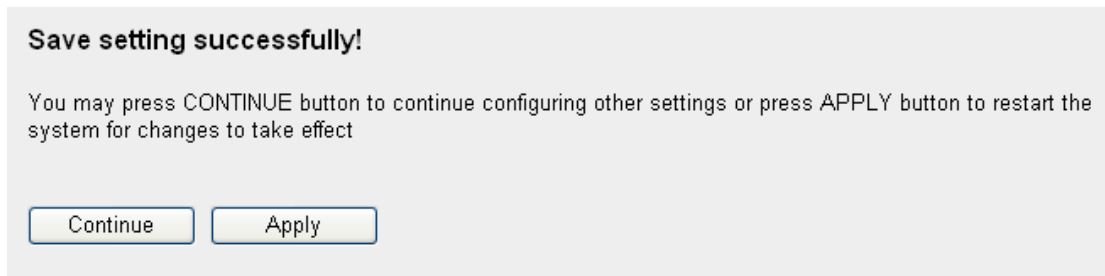 Save setting successfully!
You may press CONTINUE button to continue configuring other settings or press APPLY button to restart the
system for changes to take effect
Continue
Apply